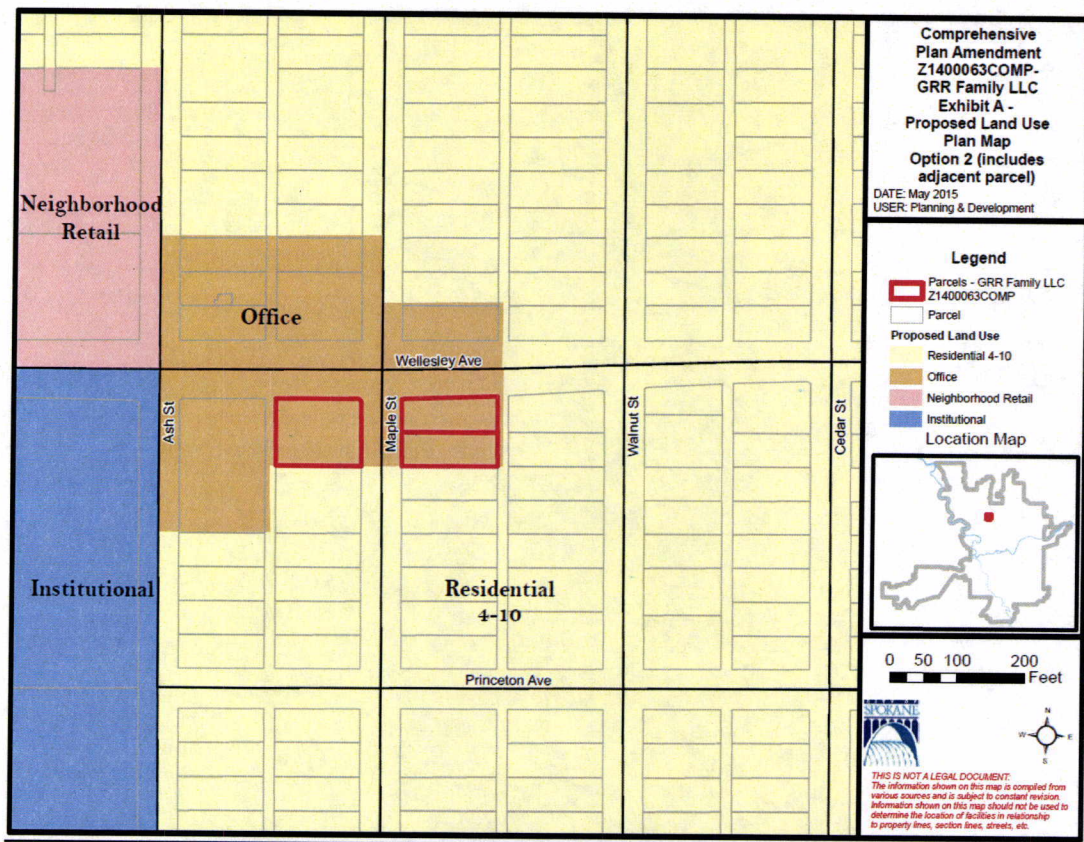 Comprehensive
Plan Amendment
Z1400063COMP-
GRR Family LLC
Exhibit A -
Proposed Land Use
Plan Map
Option 2 (includes
adjacent parcel)
DATE: May 2015
USER: Planning & Development
Legend
Parcels - GRR Family LLC
Z1400063COMP
Parcel
Proposed Land Use
Residential 4-10
Office
Neighborhood Retail
Institutional
Location Map
0 50 100 200
Feet
SPOKANE
N
W E
S
THIS IS NOT A LEGAL DOCUMENT:
The information shown on this map is compiled from
various sources and is subject to constant revision.
Information shown on this map should not be used to
determine the location of facilities in relationship
to property lines, section lines, streets, etc.
Neighborhood
Retail
Office
Wellesley Ave
Ash St
Maple St
Walnut St
Cedar St
Institutional
Residential
4-10
Princeton Ave